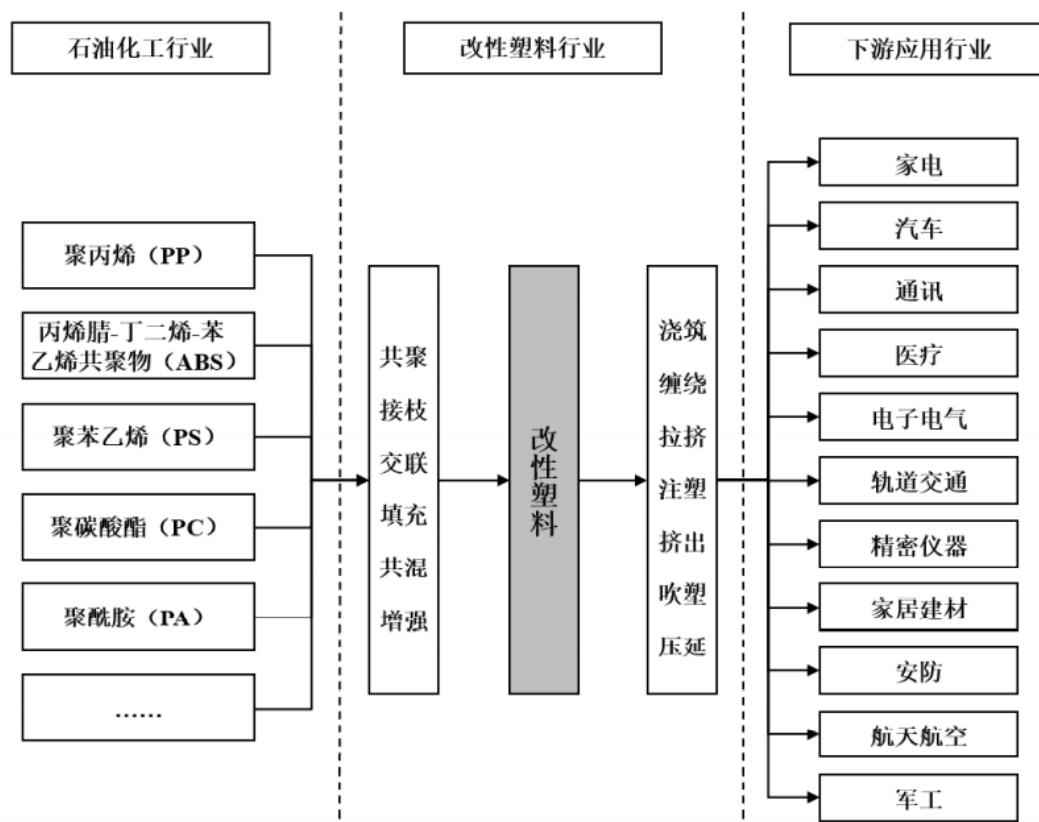 石油化工行业
改性塑料行业
下游应用行业
聚丙烯（PP）
丙烯腈-丁二烯-苯
乙烯共聚物（ABS）
聚苯乙烯（PS）
聚碳酸酯（PC）
聚酰胺（PA）
……
共聚
接枝
交联
填充
共混
增强
改性塑料
浇筑
缠绕
拉挤
注塑
挤出
吹塑
压延
家电
汽车
通讯
医疗
电子电气
轨道交通
精密仪器
家居建材
安防
航天航空
军工